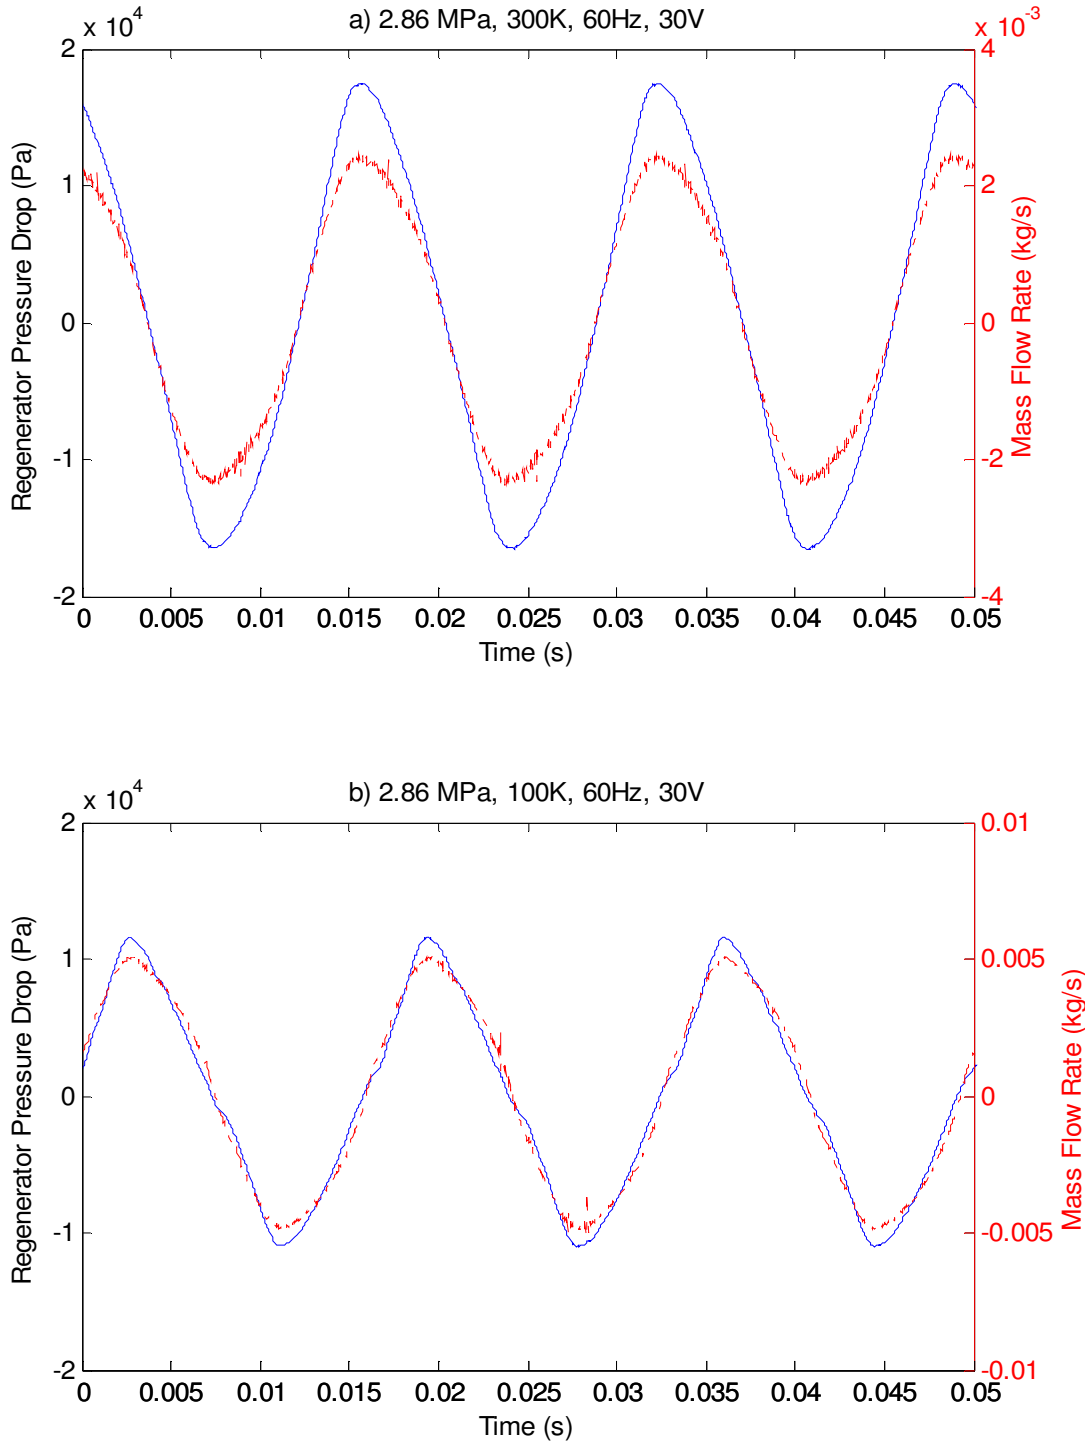 a) 2.86 MPa, 300K, 60Hz, 30V
x 10^4
x 10^-3
2
1
0
-1
-2
4
2
0
-2
-4
Regenerator Pressure Drop (Pa)
Mass Flow Rate (kg/s)
0 0.005 0.01 0.015 0.02 0.025 0.03 0.035 0.04 0.045 0.05
Time (s)
b) 2.86 MPa, 100K, 60Hz, 30V
x 10^4
2
1
0
-1
-2
0.01
0.005
0
-0.005
-0.01
Regenerator Pressure Drop (Pa)
Mass Flow Rate (kg/s)
0 0.005 0.01 0.015 0.02 0.025 0.03 0.035 0.04 0.045 0.05
Time (s)